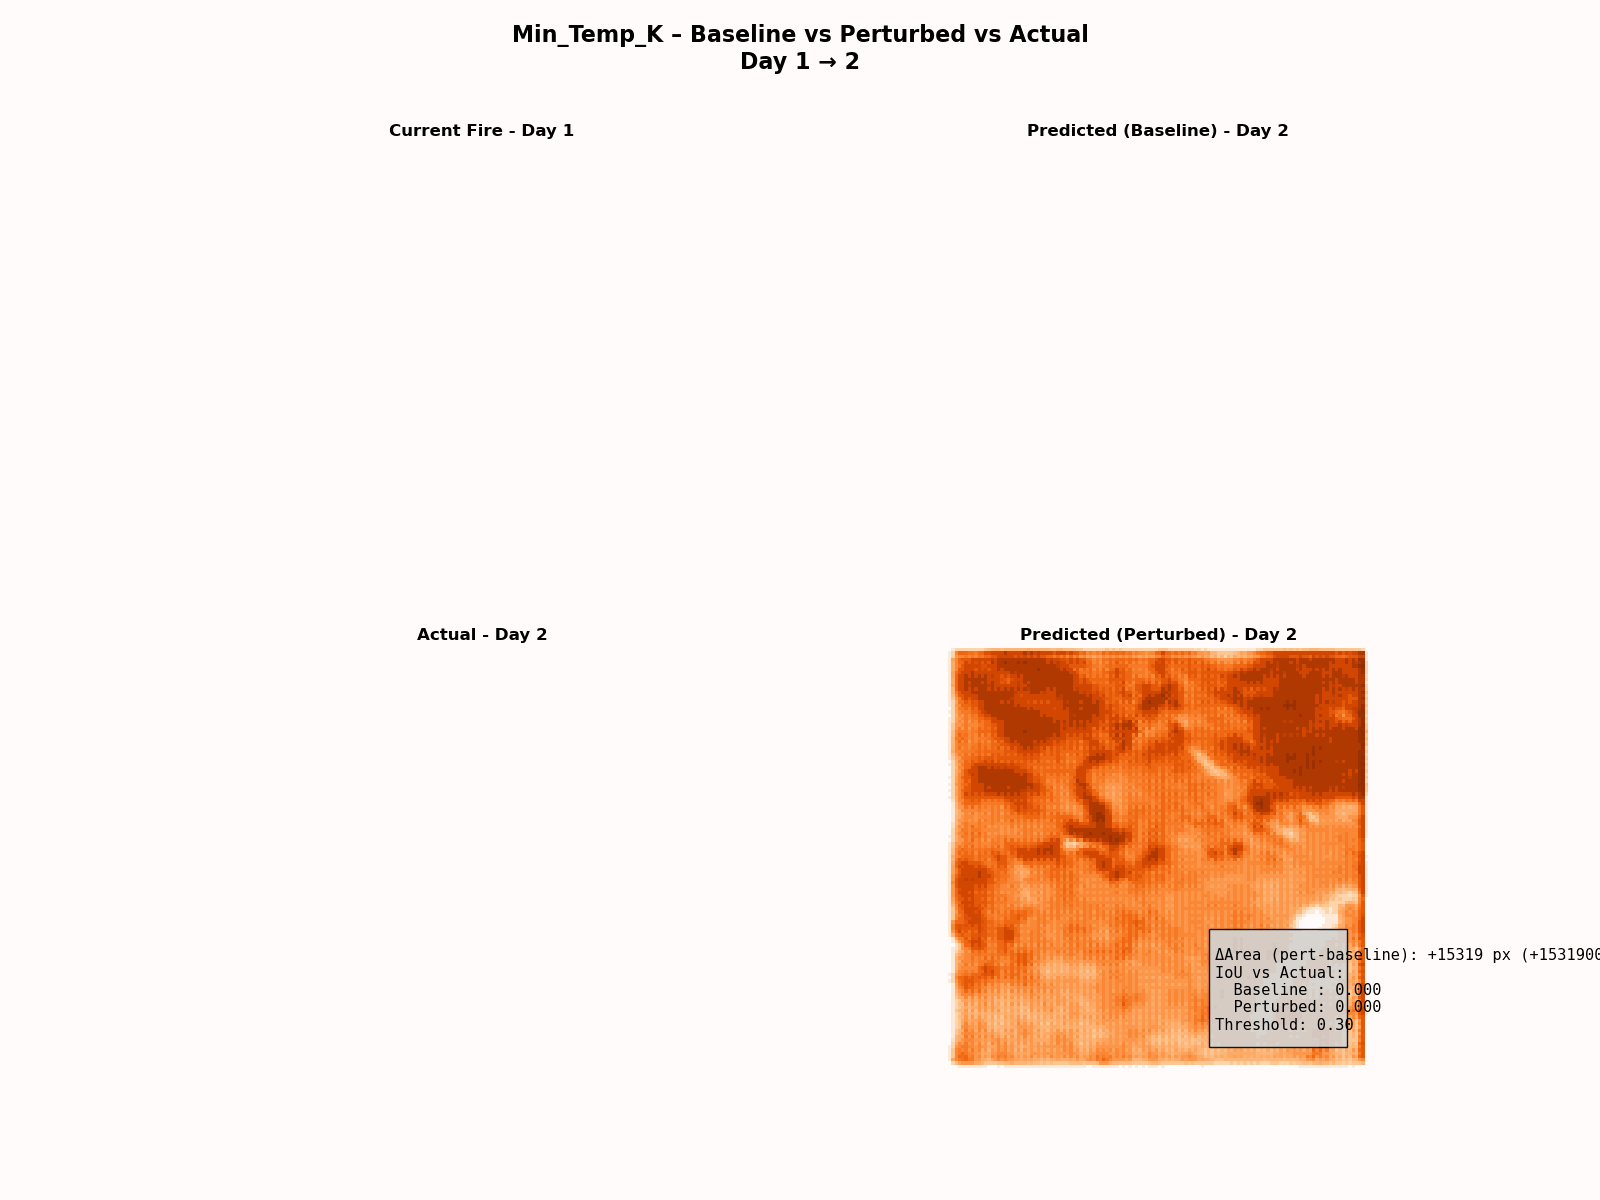 Min_Temp_K – Baseline vs Perturbed vs Actual
Day 1 → 2
Current Fire - Day 1
Predicted (Baseline) - Day 2
Actual - Day 2
Predicted (Perturbed) - Day 2
ΔArea (pert-baseline): +15319 px (+1531900
IoU vs Actual:
Baseline : 0.000
Perturbed: 0.000
Threshold: 0.30